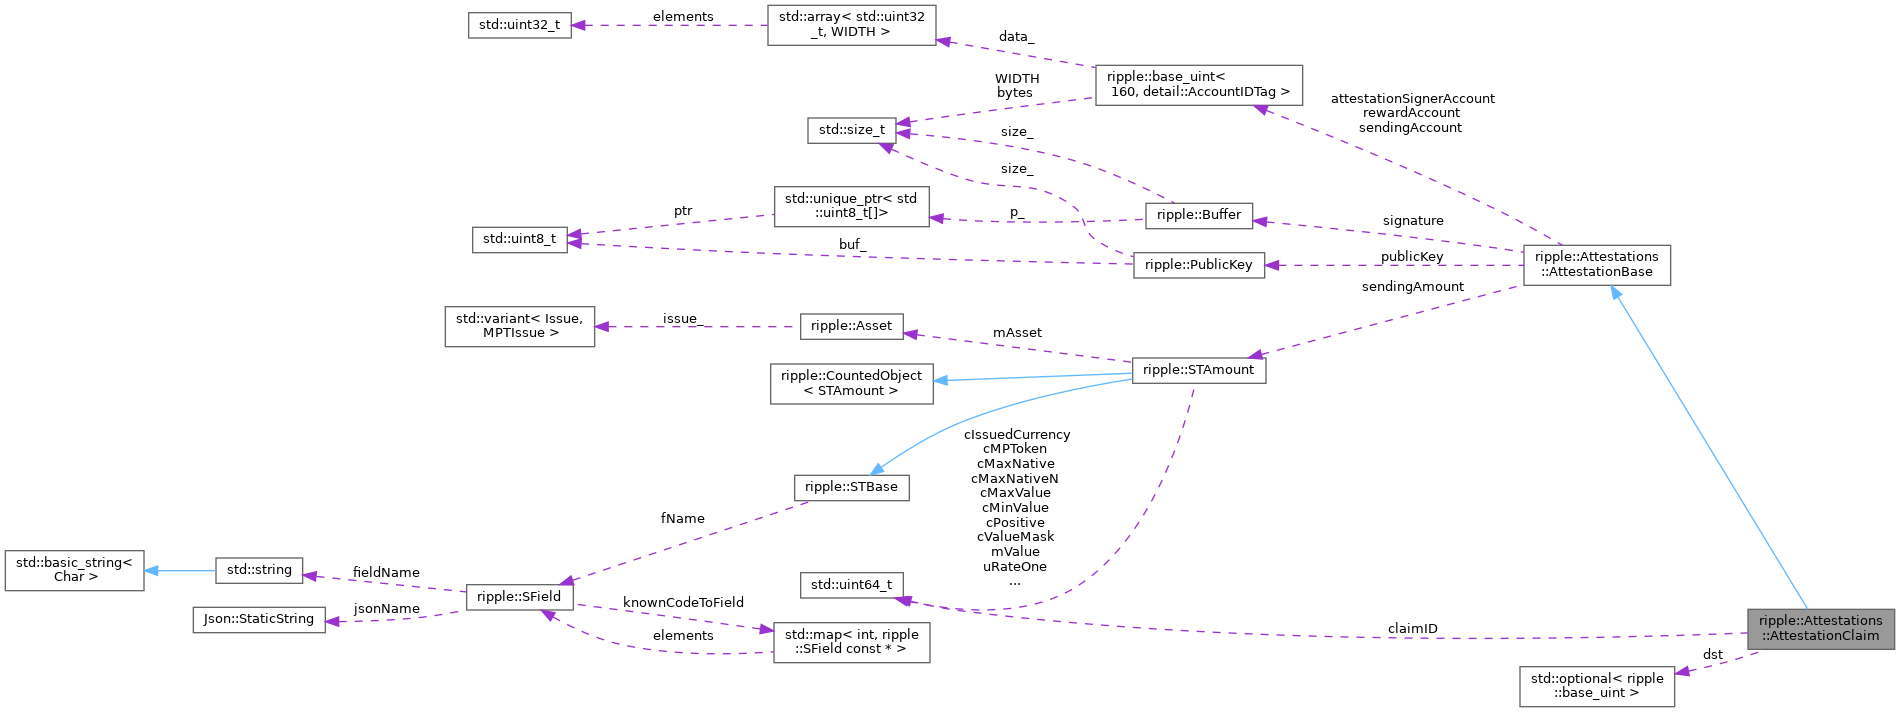 std::uint32_t
elements
std::array< std::uint32
_t, WIDTH >
data_
ripple::base_uint<
160, detail::AccountIDTag >
WIDTH
bytes
attestationSignerAccount
rewardAccount
sendingAccount
std::size_t
size_
size_
std::unique_ptr< std
::uint8_t[]>
ptr
p_
ripple::Buffer
signature
std::uint8_t
buf_
ripple::PublicKey
publicKey
ripple::Attestations
::AttestationBase
sendingAmount
std::variant< Issue,
MPTIssue >
issue_
ripple::Asset
mAsset
ripple::CountedObject
< STAmount >
ripple::STAmount
cIssuedCurrency
cMPToken
cMaxNative
cMaxNativeN
cMaxValue
cMinValue
cPositive
cValueMask
mValue
uRateOne
...
ripple::STBase
fName
std::basic_string<
Char >
std::string
fieldName
Json::StaticString
jsonName
ripple::SField
knownCodeToField
elements
std::uint64_t
std::map< int, ripple
::SField const * >
claimID
ripple::Attestations
::AttestationClaim
dst
std::optional< ripple
::base_uint >